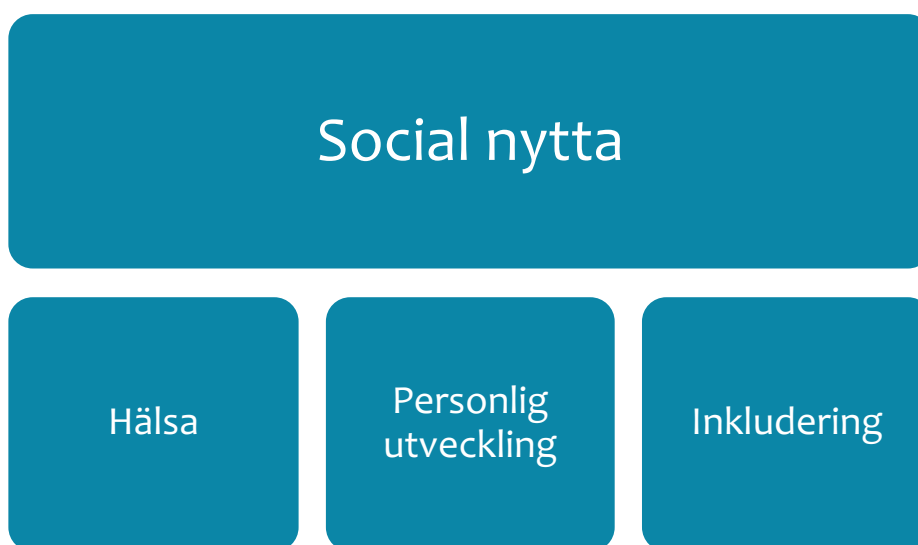 Social nytta
Hälsa
Personlig
utveckling
Inkludering